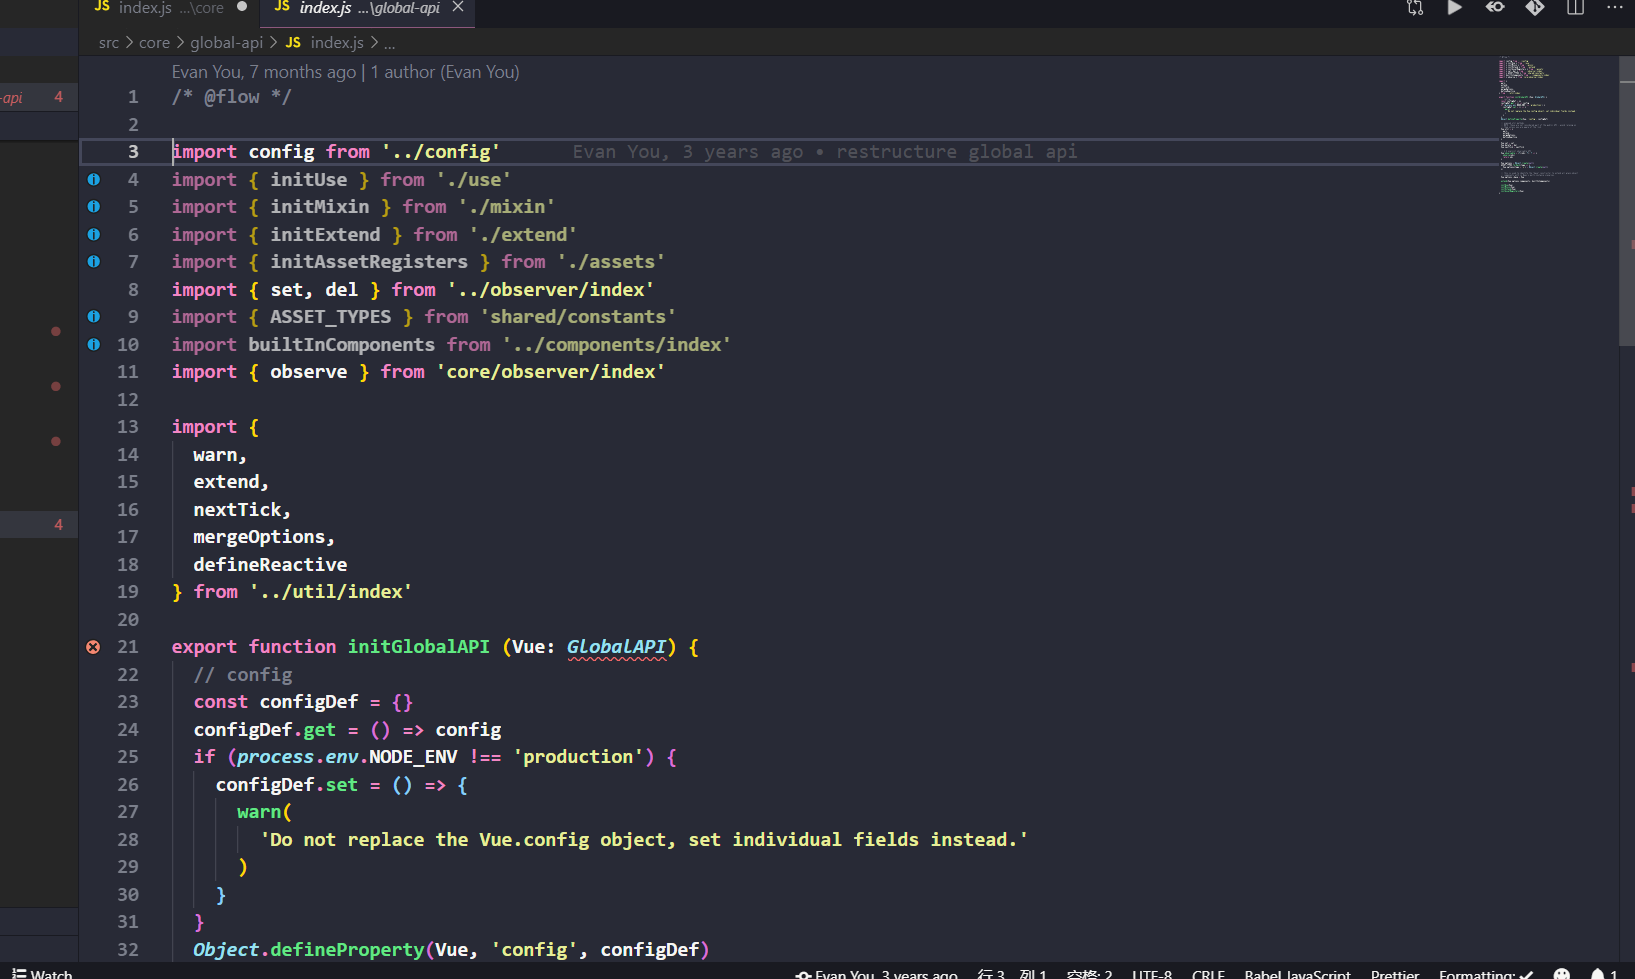 JS index.js ...\core
JS index.js ...\global-api
src > core > global-api > JS index.js > ...
Evan You, 7 months ago | 1 author (Evan You)
-api 4
4
1 /* @flow */
2
3 import config from '../config' Evan You, 3 years ago • restructure global api
4 import { initUse } from './use'
5 import { initMixin } from './mixin'
6 import { initExtend } from './extend'
7 import { initAssetRegisters } from './assets'
8 import { set, del } from '../observer/index'
9 import { ASSET_TYPES } from 'shared/constants'
10 import builtInComponents from '../components/index'
11 import { observe } from 'core/observer/index'
12
13 import {
14 warn,
15 extend,
16 nextTick,
17 mergeOptions,
18 defineReactive
19 } from '../util/index'
20
21 export function initGlobalAPI (Vue: GlobalAPI) {
22 // config
23 const configDef = {}
24 configDef.get = () => config
25 if (process.env.NODE_ENV !== 'production') {
26 configDef.set = () => {
27 warn(
28 'Do not replace the Vue.config object, set individual fields instead.'
29 )
30 }
31 }
32 Object.defineProperty(Vue, 'config', configDef)
Watch Evan You, 3 years ago 行 3, 列 1 空格: 2 UTF-8 CRLF Babel JavaScript Prettier Formatting: ✓ 1